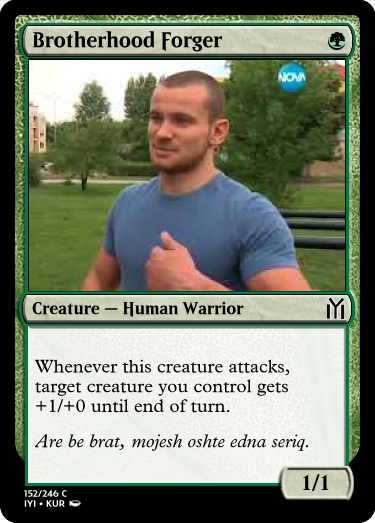 Brotherhood Forger
NOVA
Creature — Human Warrior
Whenever this creature attacks,
target creature you control gets
+1/+0 until end of turn.
Are be brat, mojesh oshte edna seriq.
1/1
152/246 C
IYI • KUR